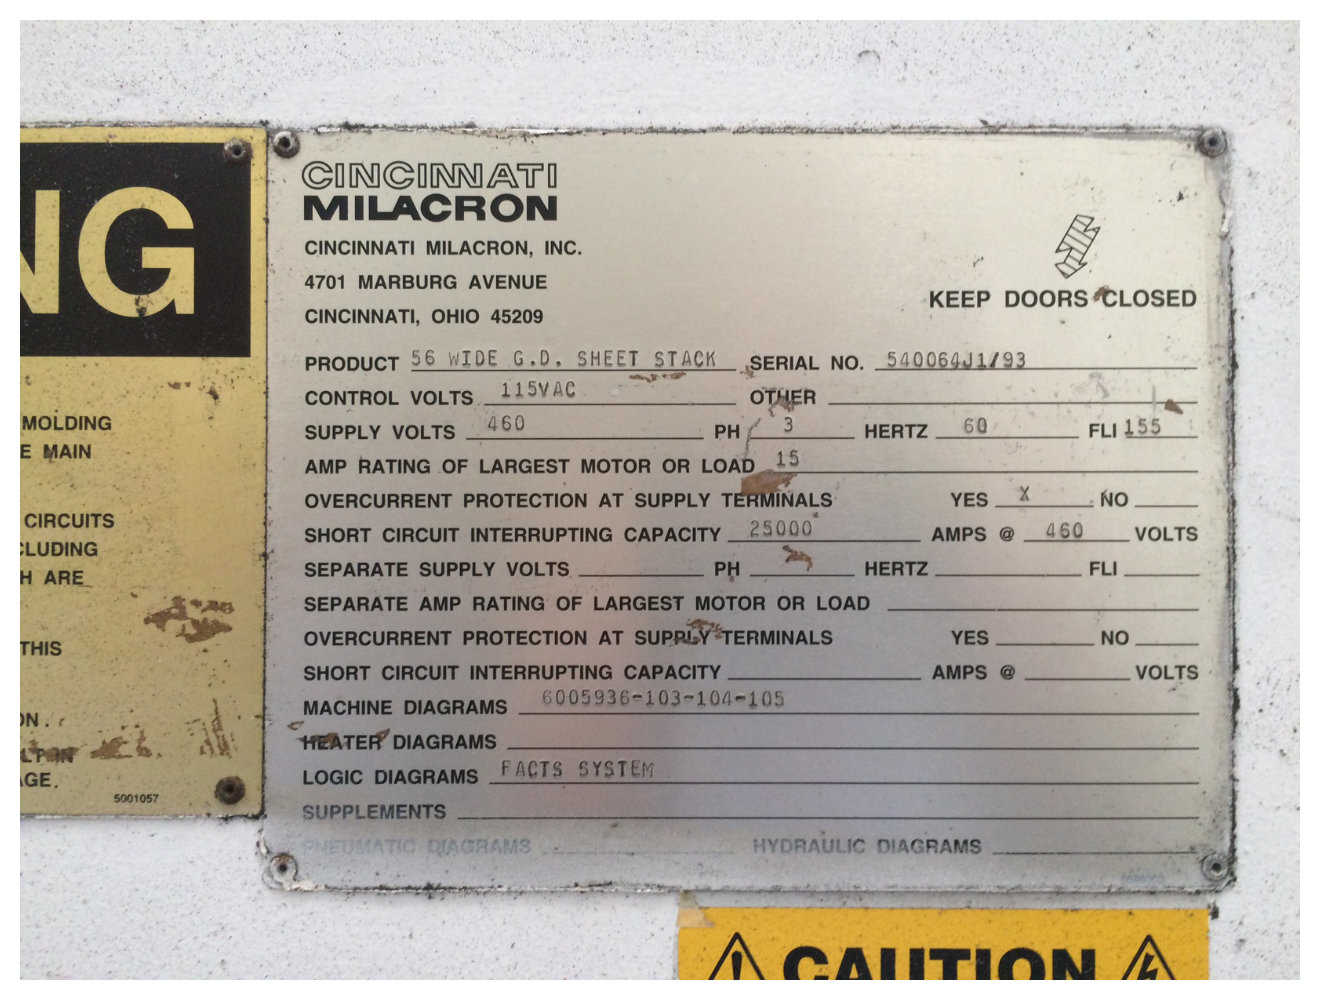 NG
MOLDING
E MAIN
CIRCUITS
CLUDING
H ARE
THIS
ON.
AGE.
5001057
CINCINNATI
MILACRON
CINCINNATI MILACRON, INC.
4701 MARBURG AVENUE
CINCINNATI, OHIO 45209
KEEP DOORS CLOSED
PRODUCT 56 WIDE G.D. SHEET STACK SERIAL NO. 540064J1/93
CONTROL VOLTS 115VAC OTHER
SUPPLY VOLTS 460 PH 3 HERTZ 60 FLI 155
AMP RATING OF LARGEST MOTOR OR LOAD 15
OVERCURRENT PROTECTION AT SUPPLY TERMINALS YES X NO
SHORT CIRCUIT INTERRUPTING CAPACITY 25000 AMPS @ 460 VOLTS
SEPARATE SUPPLY VOLTS PH HERTZ FLI
SEPARATE AMP RATING OF LARGEST MOTOR OR LOAD
OVERCURRENT PROTECTION AT SUPPLY TERMINALS YES NO
SHORT CIRCUIT INTERRUPTING CAPACITY AMPS @ VOLTS
MACHINE DIAGRAMS 6005936-103-104-105
HEATER DIAGRAMS
LOGIC DIAGRAMS FACTS SYSTEM
SUPPLEMENTS
PNEUMATIC DIAGRAMS HYDRAULIC DIAGRAMS
CAUTION